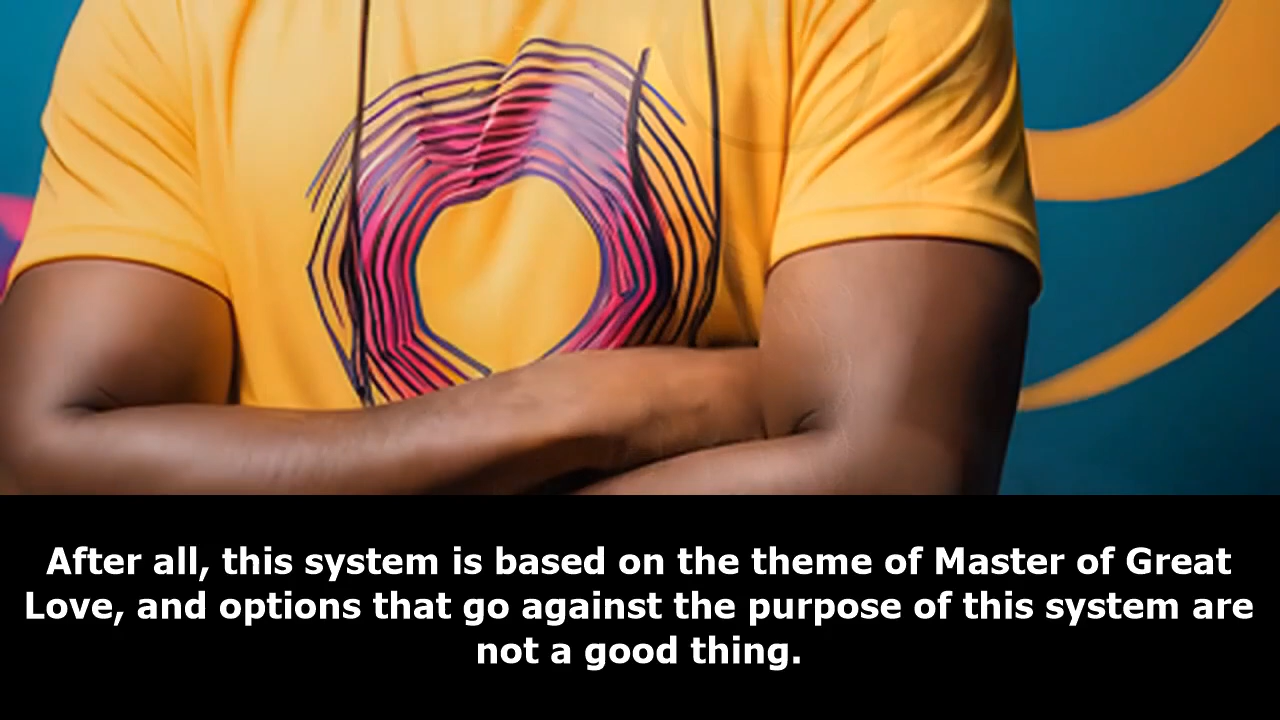 After all, this system is based on the theme of Master of Great
Love, and options that go against the purpose of this system are
not a good thing.